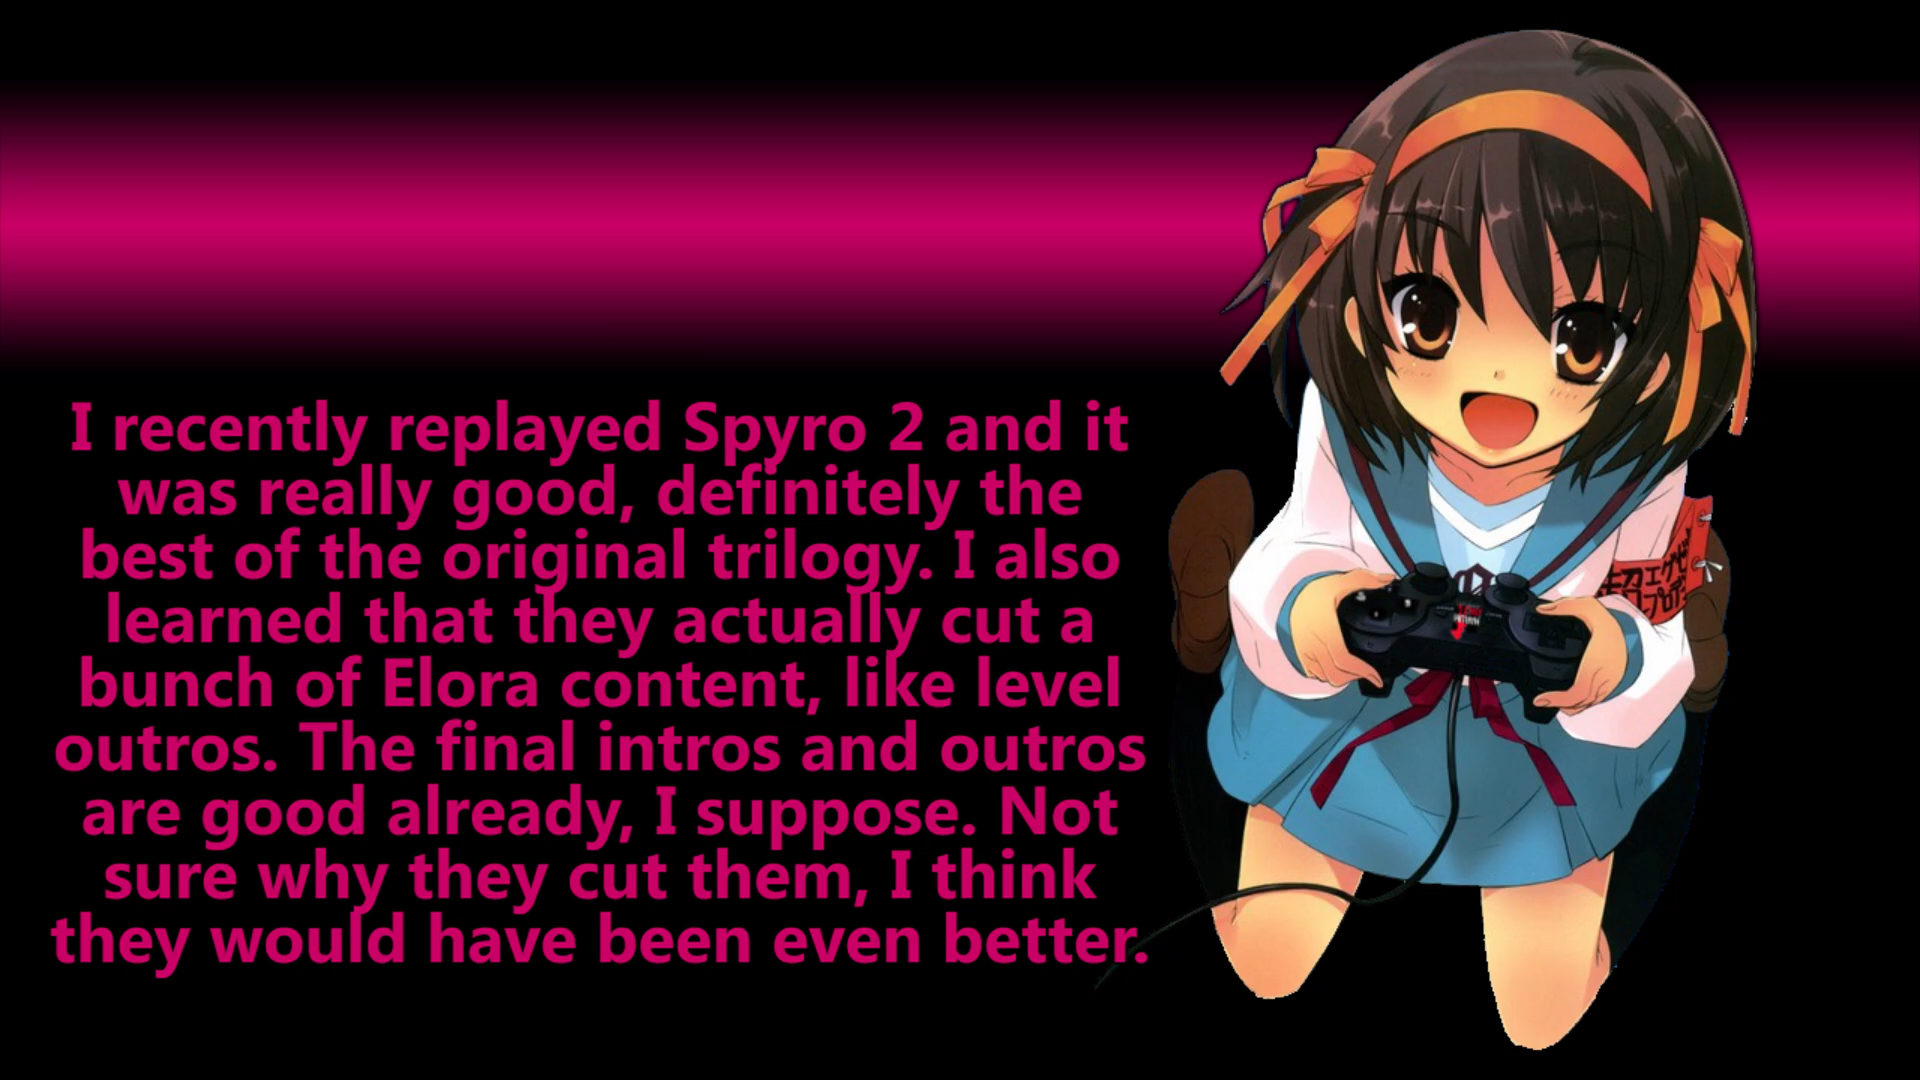 I recently replayed Spyro 2 and it
was really good, definitely the
best of the original trilogy. I also
learned that they actually cut a
bunch of Elora content, like level
outros. The final intros and outros
are good already, I suppose. Not
sure why they cut them, I think
they would have been even better.